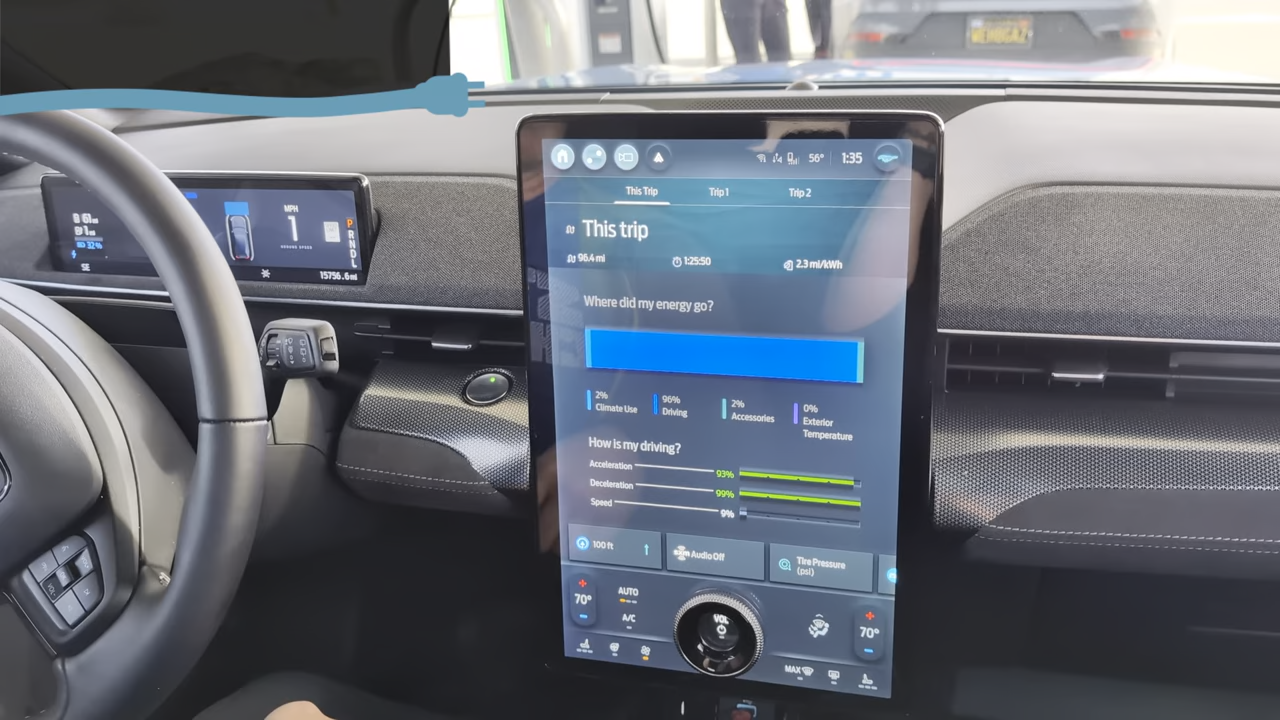 56°
1:35
This Trip
Trip 1
Trip 2
This trip
96.4 mi
1:25:50
2.3 mi/kWh
Where did my energy go?
2%
Climate Use
96%
Driving
2%
Accessories
0%
Exterior
Temperature
How is my driving?
Acceleration
93%
Deceleration
99%
Speed
9%
100 ft
Audio Off
Tire Pressure
(psi)
70°
AUTO
A/C
VOL
70°
MAX
MPH
1
32%
P
R
N
D
L
15756.6 mi